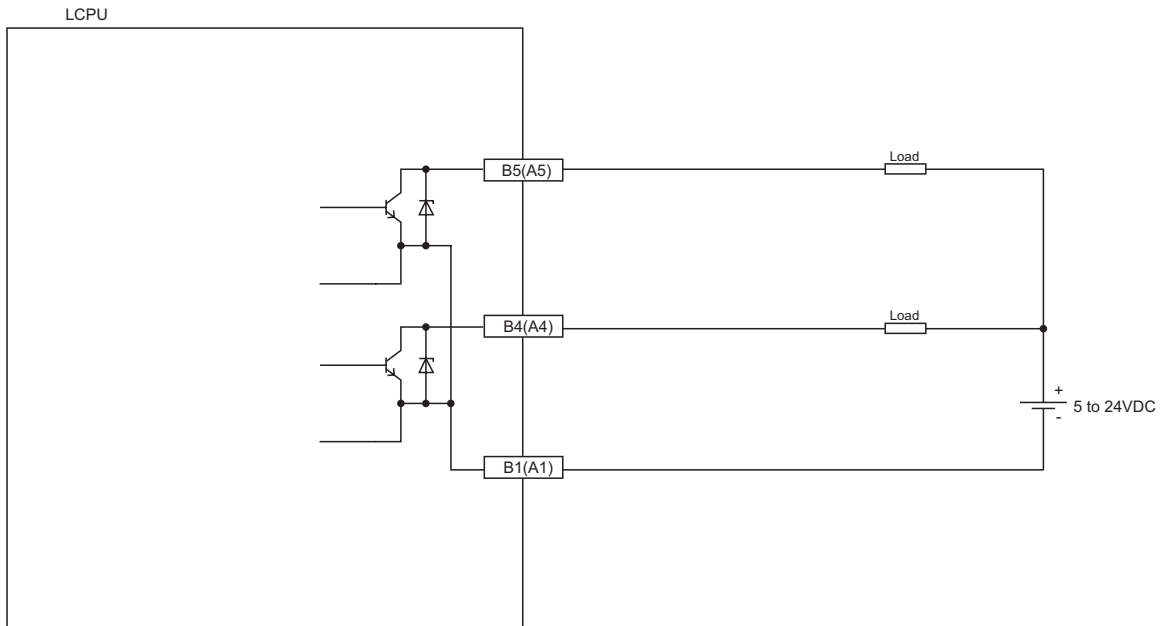 LCPU
B5(A5)
Load
B4(A4)
Load
+
5 to 24VDC
-
B1(A1)